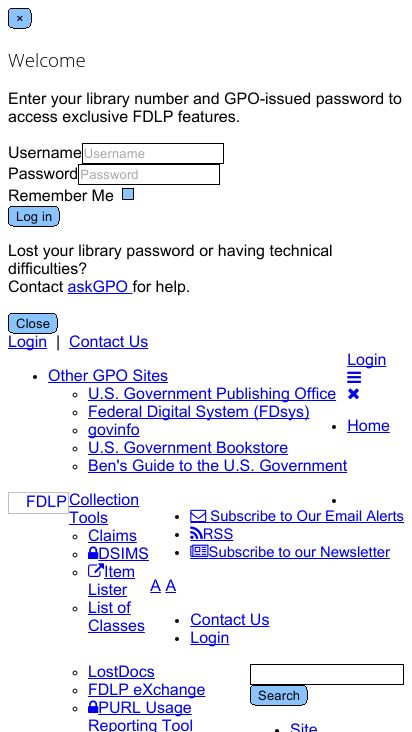 ×
Welcome
Enter your library number and GPO-issued password to
access exclusive FDLP features.
Username Username
Password Password
Remember Me
Log in
Lost your library password or having technical
difficulties?
Contact askGPO for help.
Close
Login | Contact Us
Login
Other GPO Sites
U.S. Government Publishing Office
Federal Digital System (FDsys)
govinfo
U.S. Government Bookstore
Ben's Guide to the U.S. Government
Home
FDLP
Collection
Tools
Claims
DSIMS
Item
Lister
List of
Classes
A A
Subscribe to Our Email Alerts
RSS
Subscribe to our Newsletter
Contact Us
Login
LostDocs
FDLP eXchange
PURL Usage
Reporting Tool
Search
Site